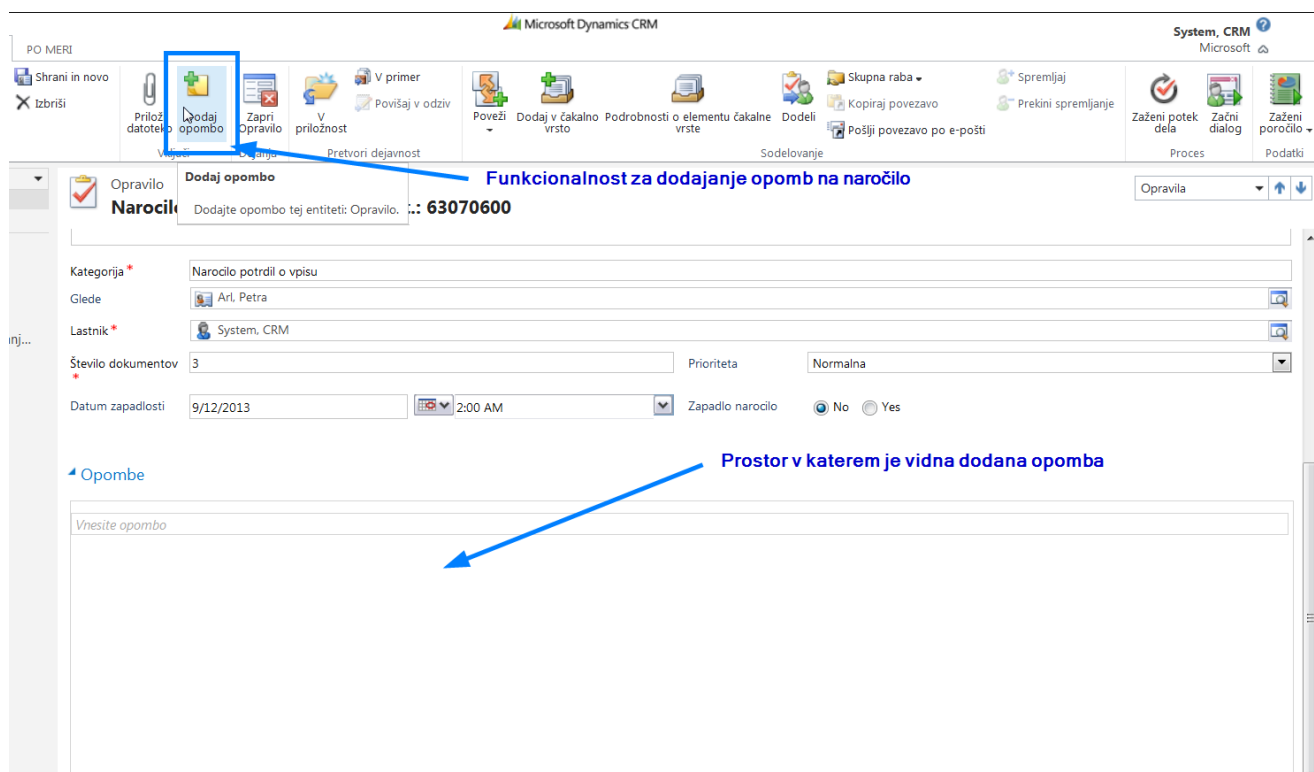 Microsoft Dynamics CRM
System, CRM
Microsoft
PO MERI
Shrani in novo
Izbriši
Dodaj
datoteko opombo
Zapri
Opravilo
V
priložnost
V primer
Povišaj v odziv
Poveži
Dodaj v čakalno
vrsto
Podrobnosti o elementu čakalne
vrste
Dodeli
Skupna raba
Kopiraj povezavo
Pošlji povezavo po e-pošti
Spremljaj
Prekini spremljanje
Zaženi potek
dela
Začni
dialog
Zaženi
poročilo
Pretvori dejavnost
Sodelovanje
Proces
Podatki
Funkcionalnost za dodajanje opomb na naročilo
Dodaj opombo
Dodajte opombo tej entiteti: Opravilo.
Opravilo
.: 63070600
Opravila
Kategorija *
Narocilo potrdil o vpisu
Glede
Arl, Petra
Lastnik *
System, CRM
Število dokumentov
*
3
Prioriteta
Normalna
Datum zapadlosti
9/12/2013
2:00 AM
Zapadlo narocilo
No Yes
Prostor v katerem je vidna dodana opomba
Opombe
Vnesite opombo